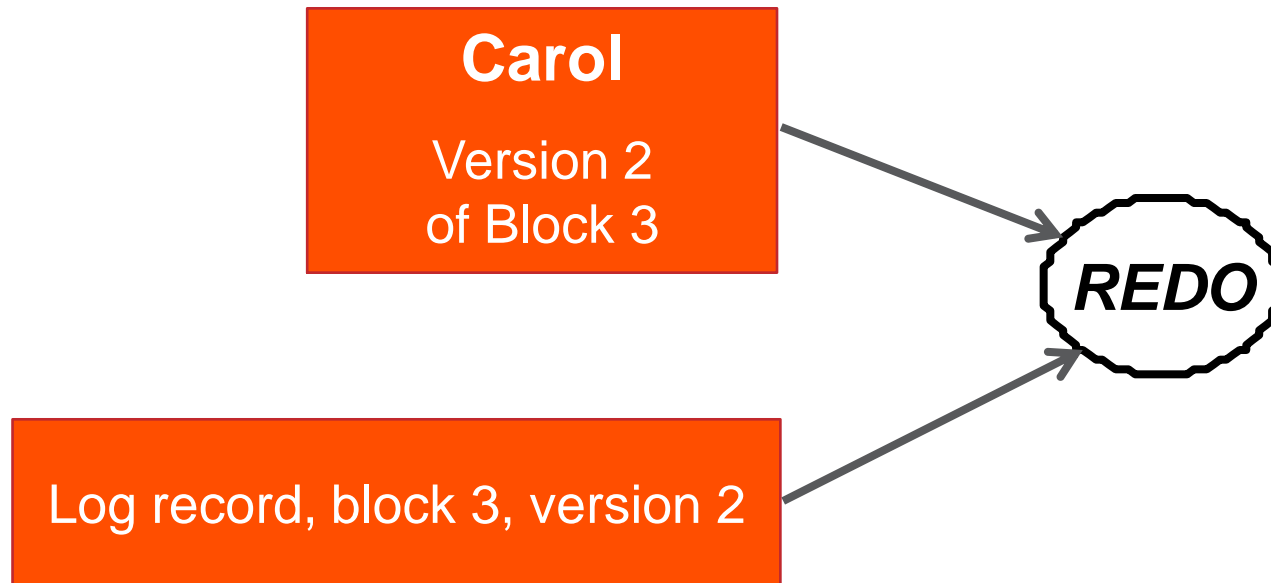 Carol
Version 2
of Block 3
REDO
Log record, block 3, version 2